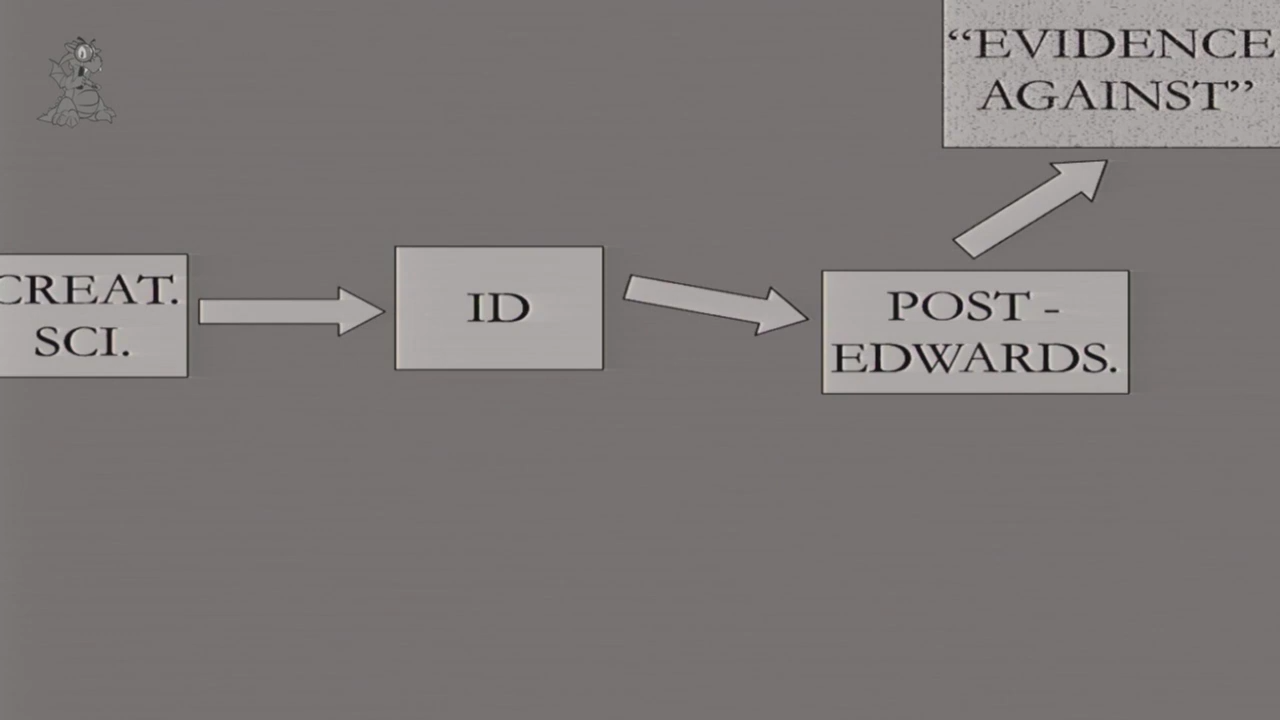 “EVIDENCE
AGAINST”
CREAT.
SCI.
ID
POST -
EDWARDS.